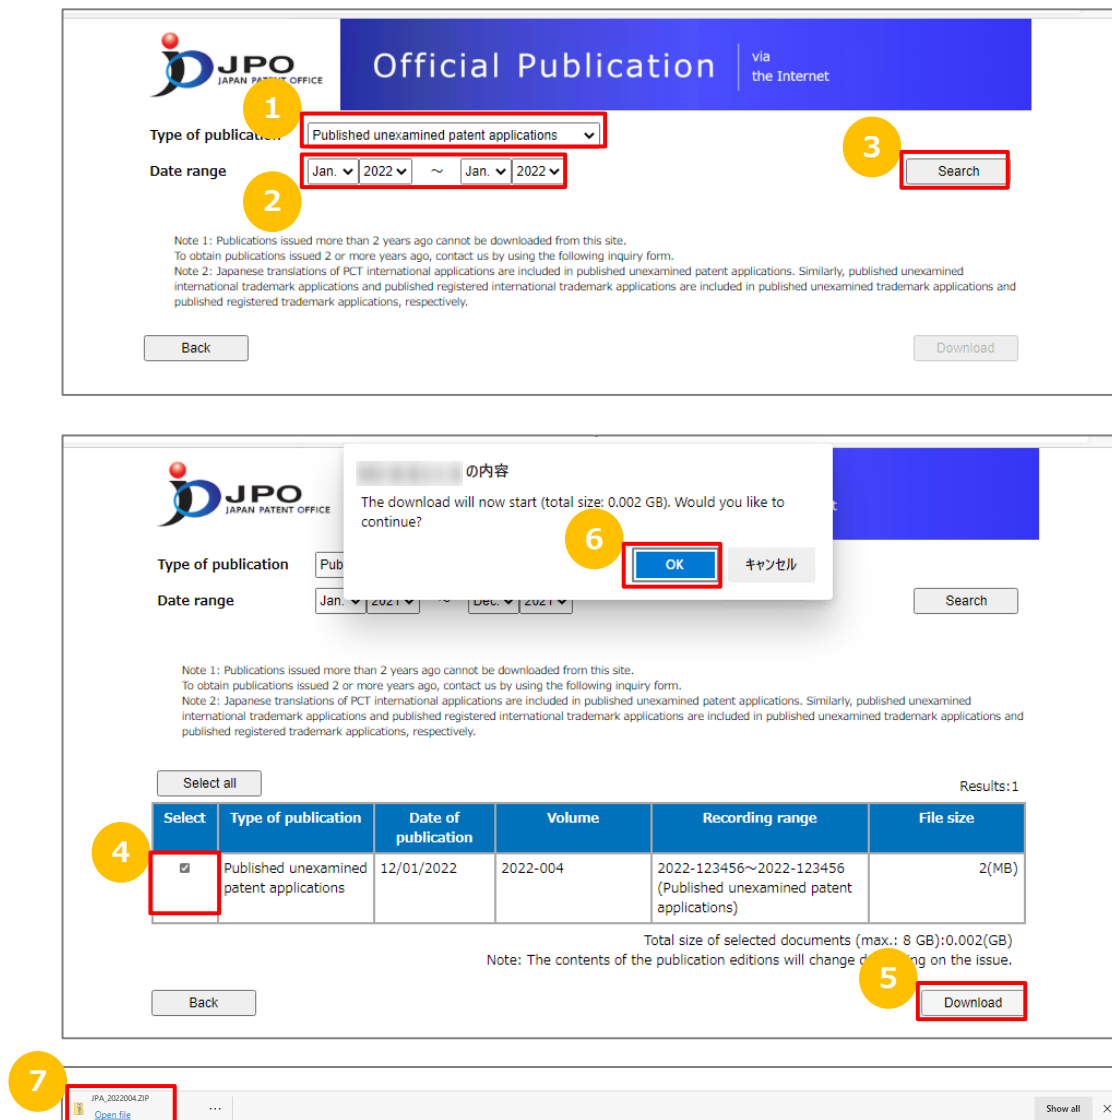 JPO
JAPAN PATENT OFFICE
Official Publication
via
the Internet
1
Type of publication
Published unexamined patent applications
3
Date range
Jan. 2022 ~ Jan. 2022
Search
2
Note 1: Publications issued more than 2 years ago cannot be downloaded from this site.
To obtain publications issued 2 or more years ago, contact us by using the following inquiry form.
Note 2: Japanese translations of PCT international applications are included in published unexamined patent applications. Similarly, published unexamined
international trademark applications and published registered international trademark applications are included in published unexamined trademark applications and
published registered trademark applications, respectively.
Back
Download
JPO
JAPAN PATENT OFFICE
の内容
The download will now start (total size: 0.002 GB). Would you like to
continue?
6
OK
キャンセル
Type of publication
Pub
Date range
Jan. 2021 ~ Dec. 2021
Search
Note 1: Publications issued more than 2 years ago cannot be downloaded from this site.
To obtain publications issued 2 or more years ago, contact us by using the following inquiry form.
Note 2: Japanese translations of PCT international applications are included in published unexamined patent applications. Similarly, published unexamined
international trademark applications and published registered international trademark applications are included in published unexamined trademark applications and
published registered trademark applications, respectively.
Select all
Results:1
Select Type of publication Date of publication Volume Recording range File size
4
Published unexamined 12/01/2022 2022-004 2022-123456～2022-123456 2(MB)
patent applications (Published unexamined patent
applications)
Total size of selected documents (max.: 8 GB):0.002(GB)
Note: The contents of the publication editions will change d ng on the issue.
5
Back
Download
7
JPA_2022004.ZIP
Open file
...
Show all